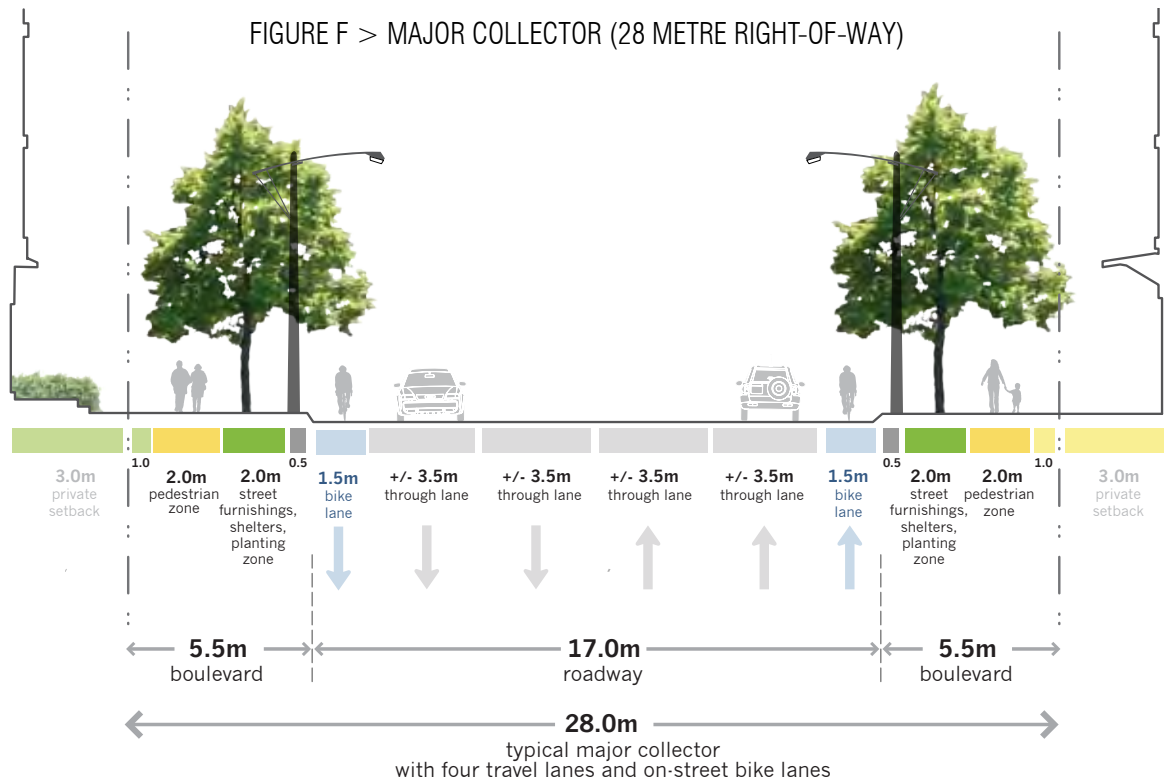 FIGURE F > MAJOR COLLECTOR (28 METRE RIGHT-OF-WAY)
3.0m
private
setback
1.0
2.0m
pedestrian
zone
2.0m
street
furnishings,
shelters,
planting
zone
0.5
1.5m
bike
lane
+/- 3.5m
through lane
+/- 3.5m
through lane
+/- 3.5m
through lane
+/- 3.5m
through lane
1.5m
bike
lane
0.5
2.0m
street
furnishings,
shelters,
planting
zone
2.0m
pedestrian
zone
1.0
3.0m
private
setback
5.5m
boulevard
17.0m
roadway
5.5m
boulevard
28.0m
typical major collector
with four travel lanes and on-street bike lanes